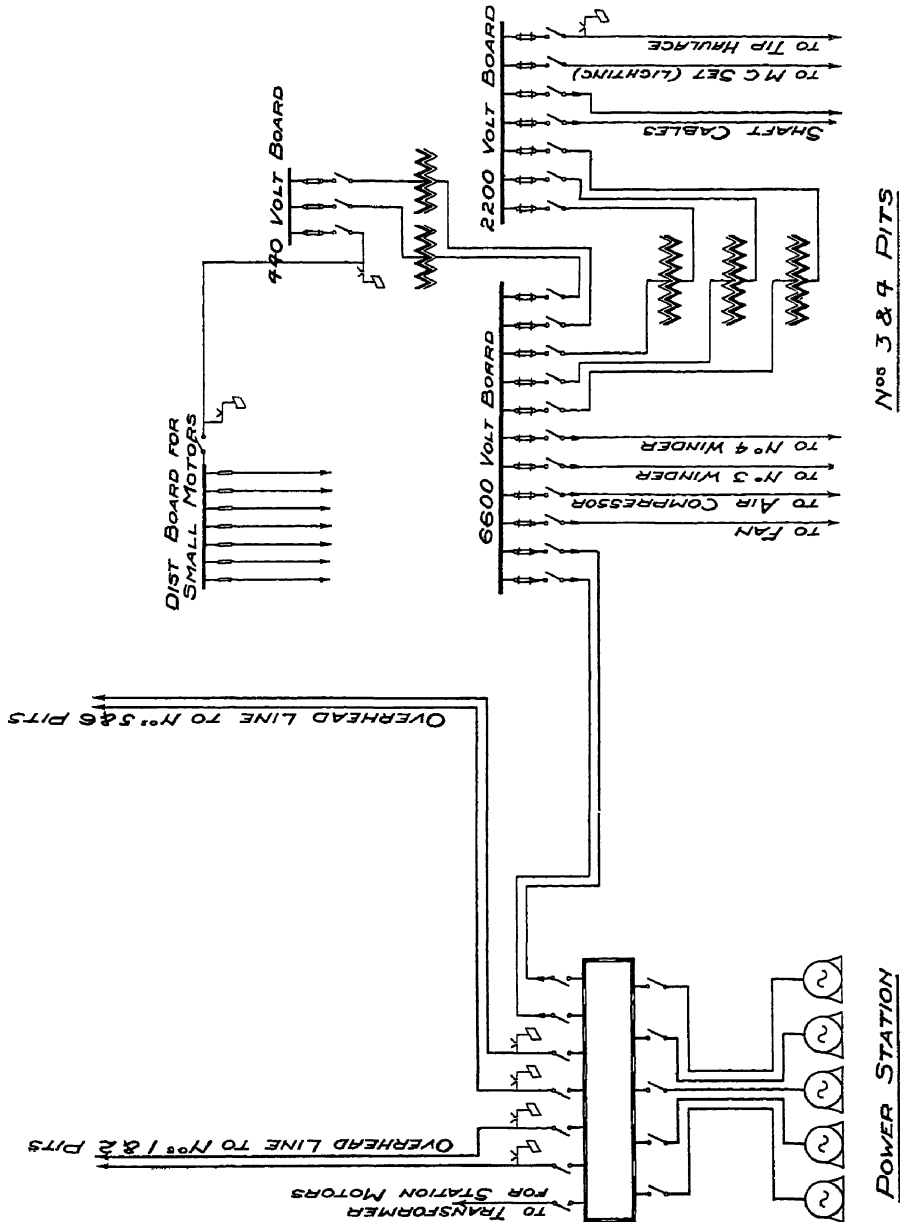 440 VOLT BOARD
2200 VOLT BOARD
TO TIP HAULAGE
TO M G SET (LIGHTING)
SHAFT CABLES
DIST BOARD FOR
SMALL MOTORS
6600 VOLT BOARD
TO Nº 4 WINDER
TO Nº 3 WINDER
TO AIR COMPRESSOR
TO FAN
Nºˢ 3 & 4 PITS
OVERHEAD LINE TO Nºˢ 5 & 6 PITS
OVERHEAD LINE TO Nºˢ 1 & 2 PITS
TO TRANSFORMER
FOR STATION MOTORS
POWER STATION